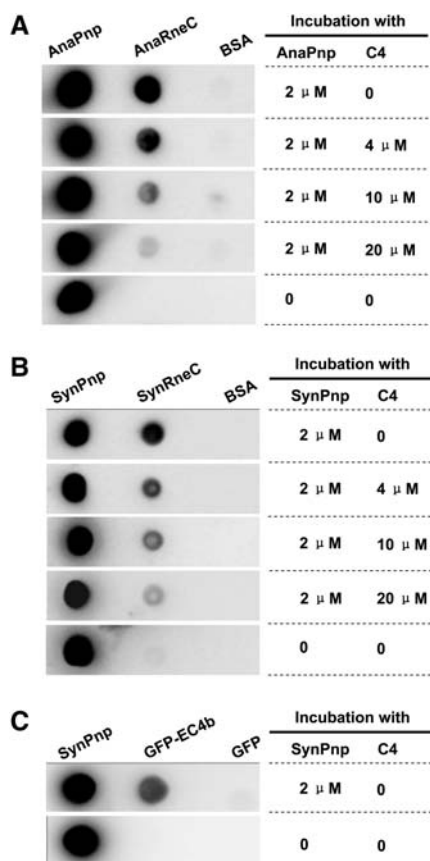 A
AnaPnp AnaRneC BSA
Incubation with
AnaPnp C4
2 μM 0
2 μM 4 μM
2 μM 10 μM
2 μM 20 μM
0 0
B
SynPnp SynRneC BSA
Incubation with
SynPnp C4
2 μM 0
2 μM 4 μM
2 μM 10 μM
2 μM 20 μM
0 0
C
SynPnp GFP-EC4b GFP
Incubation with
SynPnp C4
2 μM 0
0 0